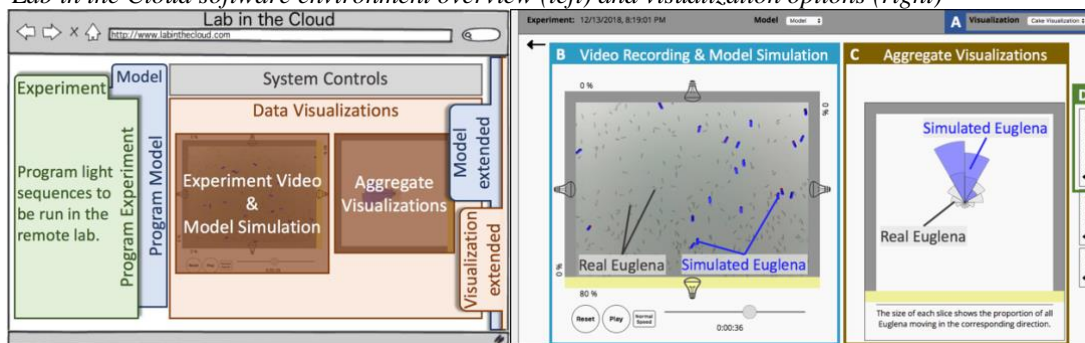 Lab in the Cloud software environment overview (left) and visualization options (right)
Lab in the Cloud
http://www.labinthecloud.com
Experiment
Program light
sequences to
be run in the
remote lab.
Program Experiment
Model
Program Model
System Controls
Data Visualizations
Experiment Video
&
Model Simulation
Aggregate
Visualizations
Model
extended
Visualization
extended
Experiment: 12/13/2018, 8:19:01 PM
Model
Model
A
Visualization
Cake Visualization
B Video Recording & Model Simulation
0 %
0 %
0 %
80 %
Real Euglena
Simulated Euglena
Reset
Play
Normal
Speed
0:00:36
C Aggregate Visualizations
Simulated Euglena
Real Euglena
The size of each slice shows the proportion of all
Euglena moving in the corresponding direction.
D